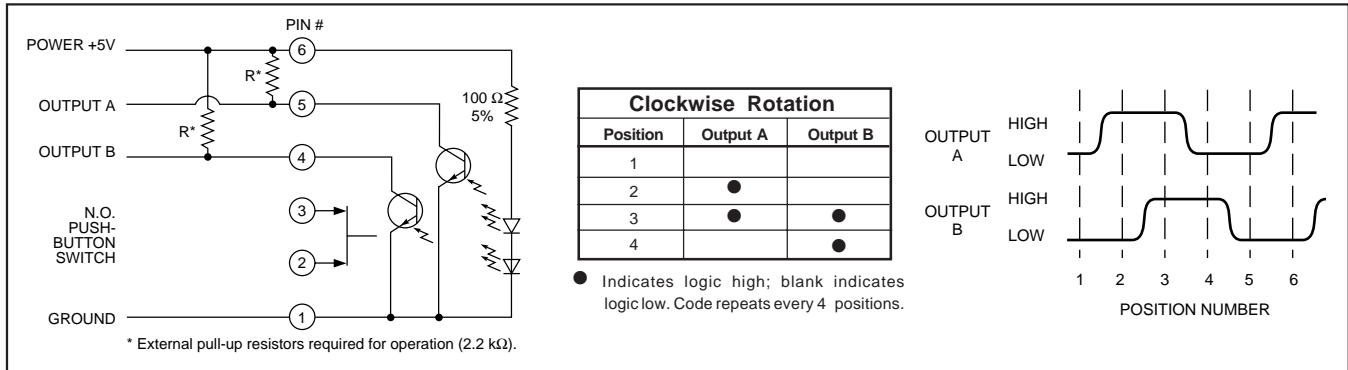 PIN #
POWER +5V
6
R*
OUTPUT A
5
100 Ω
5%
R*
OUTPUT B
4
N.O.
PUSH-
BUTTON
SWITCH
3
2
GROUND
1
* External pull-up resistors required for operation (2.2 kΩ).
Clockwise Rotation
Position Output A Output B
1
2 ●
3 ● ●
4 ●
● Indicates logic high; blank indicates
logic low. Code repeats every 4 positions.
OUTPUT
A
HIGH
LOW
OUTPUT
B
HIGH
LOW
1 2 3 4 5 6
POSITION NUMBER